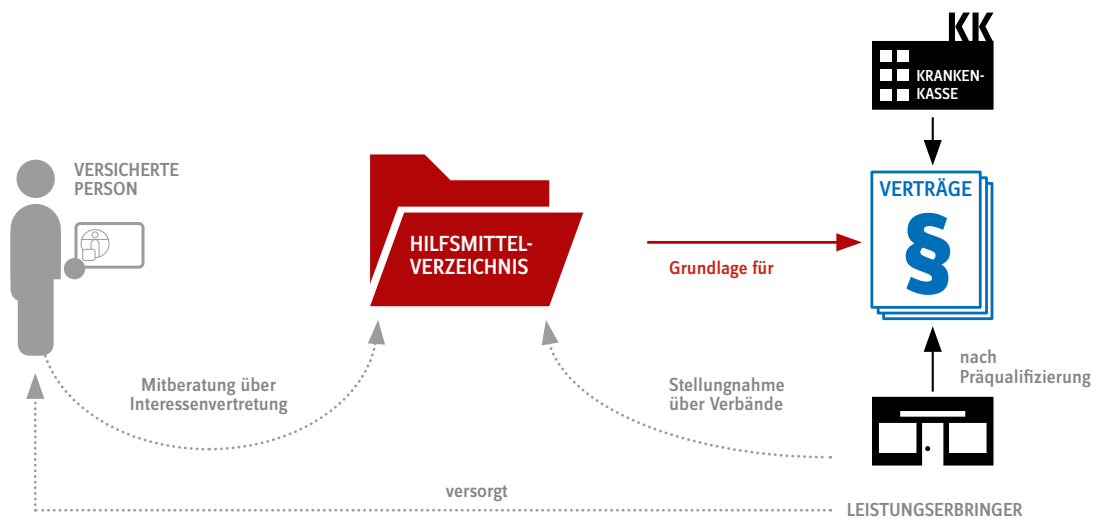 KK
KRANKEN-
KASSE
VERSICHERTE
PERSON
HILFSMITTEL-
VERZEICHNIS
Grundlage für
VERTRÄGE
§
nach
Präqualifizierung
Mitberatung über
Interessenvertretung
Stellungnahme
über Verbände
versorgt
LEISTUNGSERBRINGER